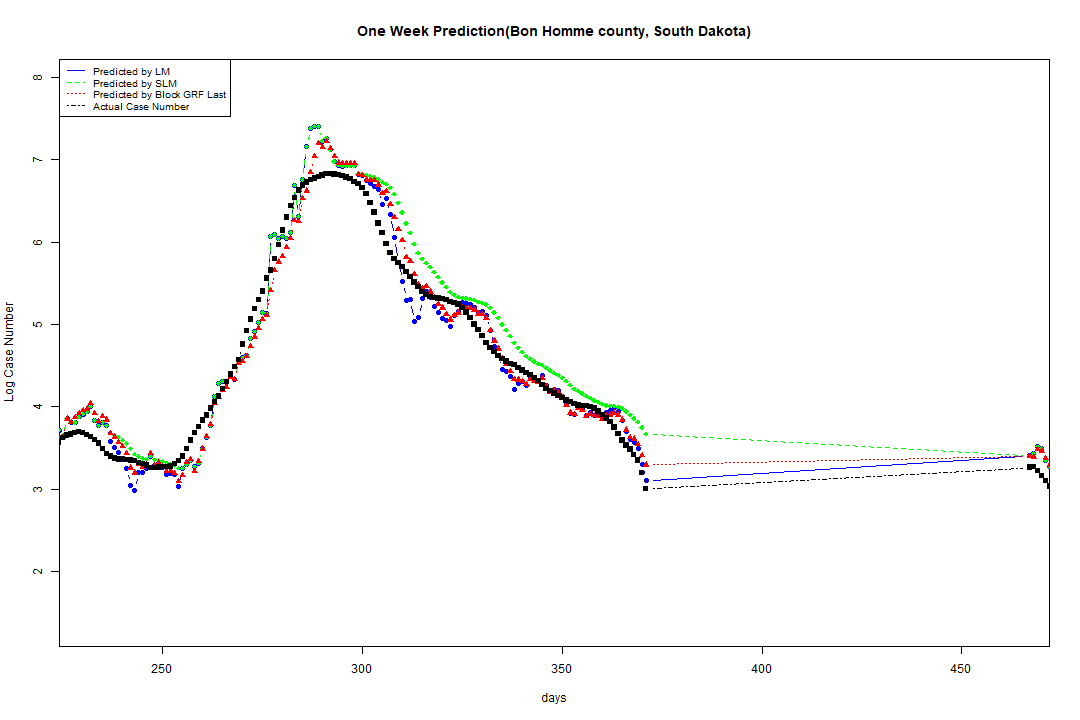 One Week Prediction(Bon Homme county, South Dakota)
Predicted by LM
Predicted by SLM
Predicted by Block GRF Last
Actual Case Number
8
7
6
5
4
3
2
Log Case Number
250 300 350 400 450
days